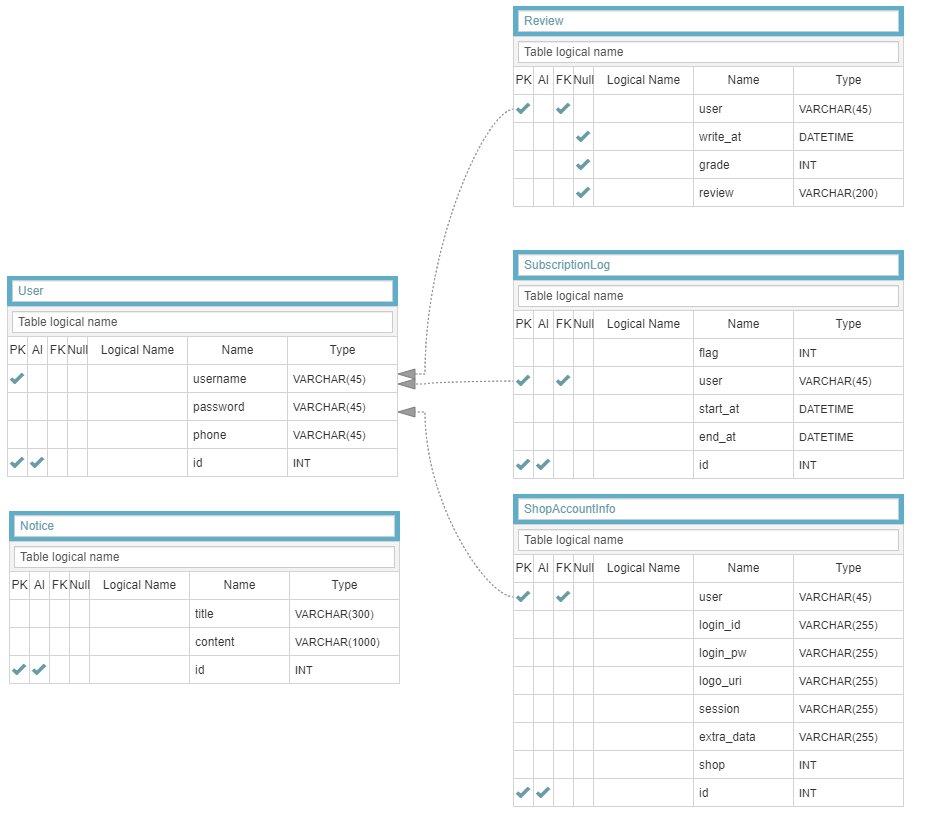 Review
Table logical name
PK AI FK Null Logical Name Name Type
user VARCHAR(45)
write_at DATETIME
grade INT
review VARCHAR(200)
SubscriptionLog
Table logical name
PK AI FK Null Logical Name Name Type
flag INT
user VARCHAR(45)
start_at DATETIME
end_at DATETIME
id INT
User
Table logical name
PK AI FK Null Logical Name Name Type
username VARCHAR(45)
password VARCHAR(45)
phone VARCHAR(45)
id INT
Notice
Table logical name
PK AI FK Null Logical Name Name Type
title VARCHAR(300)
content VARCHAR(1000)
id INT
ShopAccountInfo
Table logical name
PK AI FK Null Logical Name Name Type
user VARCHAR(45)
login_id VARCHAR(255)
login_pw VARCHAR(255)
logo_uri VARCHAR(255)
session VARCHAR(255)
extra_data VARCHAR(255)
shop INT
id INT